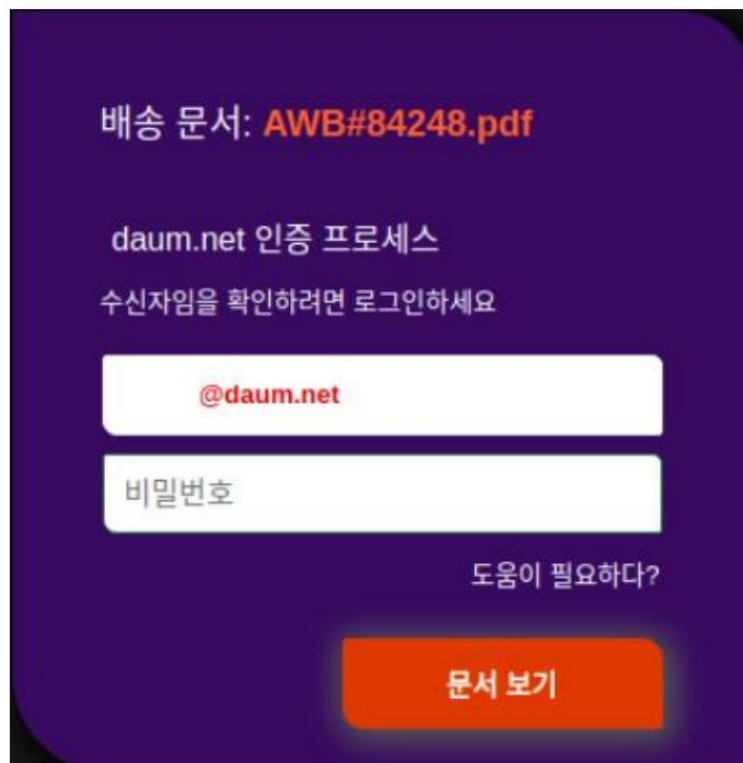 배송 문서: AWB#84248.pdf
daum.net 인증 프로세스
수신자임을 확인하려면 로그인하세요
@daum.net
비밀번호
도움이 필요하다?
문서 보기